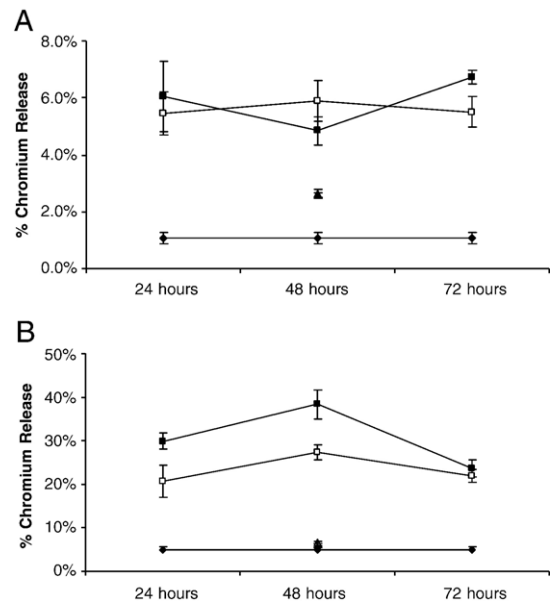 A
8.0%
6.0%
4.0%
2.0%
0.0%
% Chromium Release
24 hours
48 hours
72 hours
B
50%
40%
30%
20%
10%
0%
% Chromium Release
24 hours
48 hours
72 hours